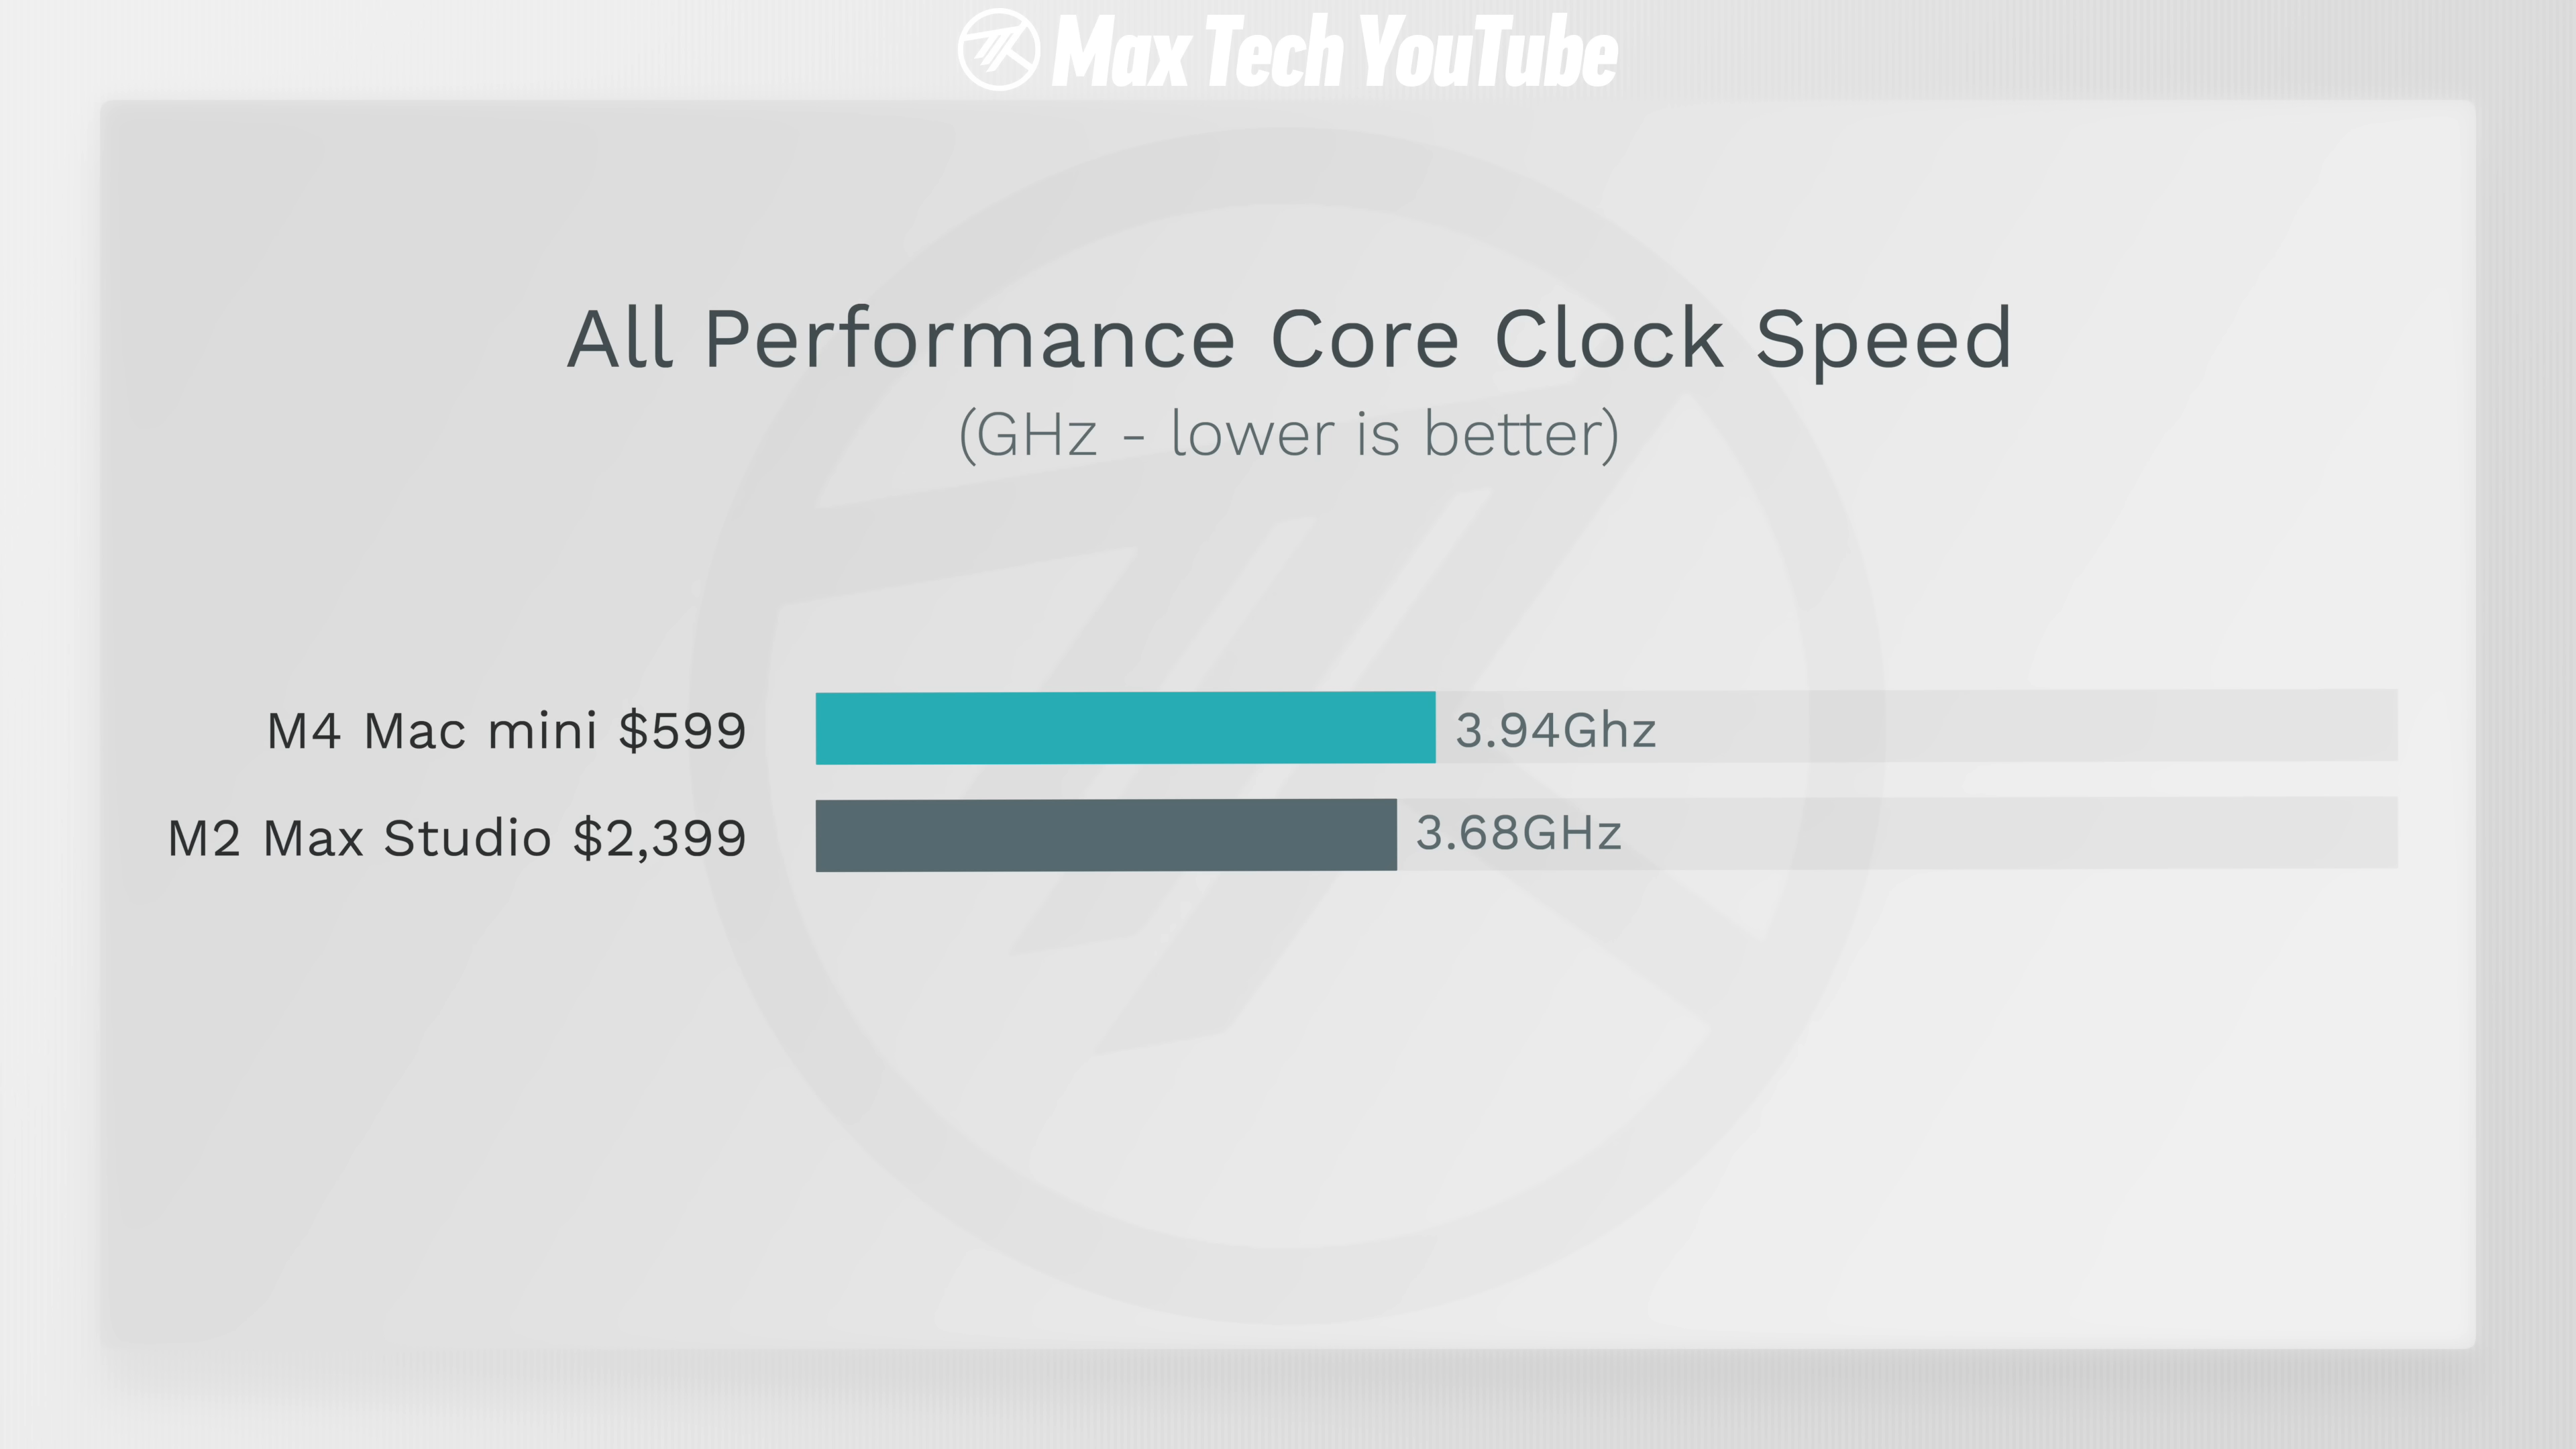 Max Tech YouTube
All Performance Core Clock Speed
(GHz - lower is better)
M4 Mac mini $599 3.94Ghz
M2 Max Studio $2,399 3.68GHz